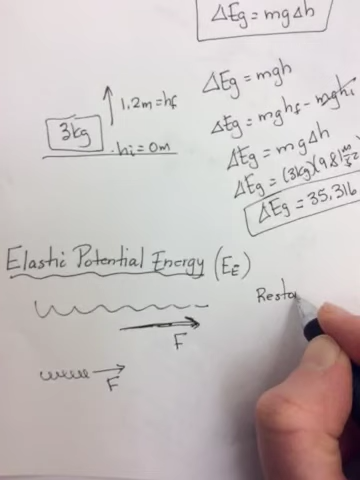 ΔEg = mgΔh
ΔEg = mgh
1.2m = hf
3kg
hi = 0m
ΔEg = mghf - mghi
ΔEg = mgΔh
ΔEg = (3kg)(9.81 m/s²
ΔEg = 35.316
Elastic Potential Energy (EE)
F
F
Resto